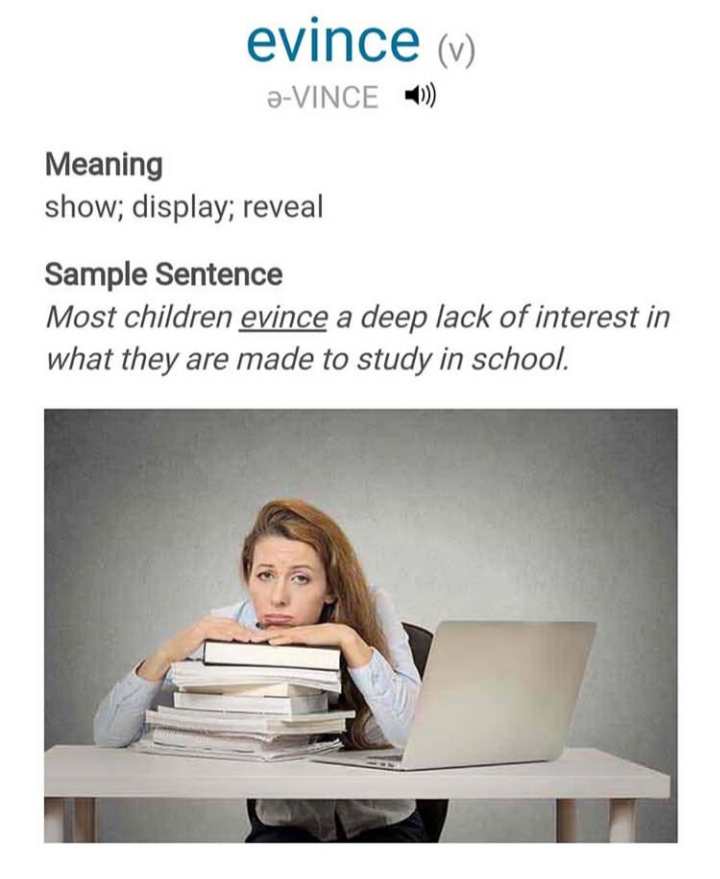 evince (v)
ə-VINCE
Meaning
show; display; reveal
Sample Sentence
Most children evince a deep lack of interest in
what they are made to study in school.